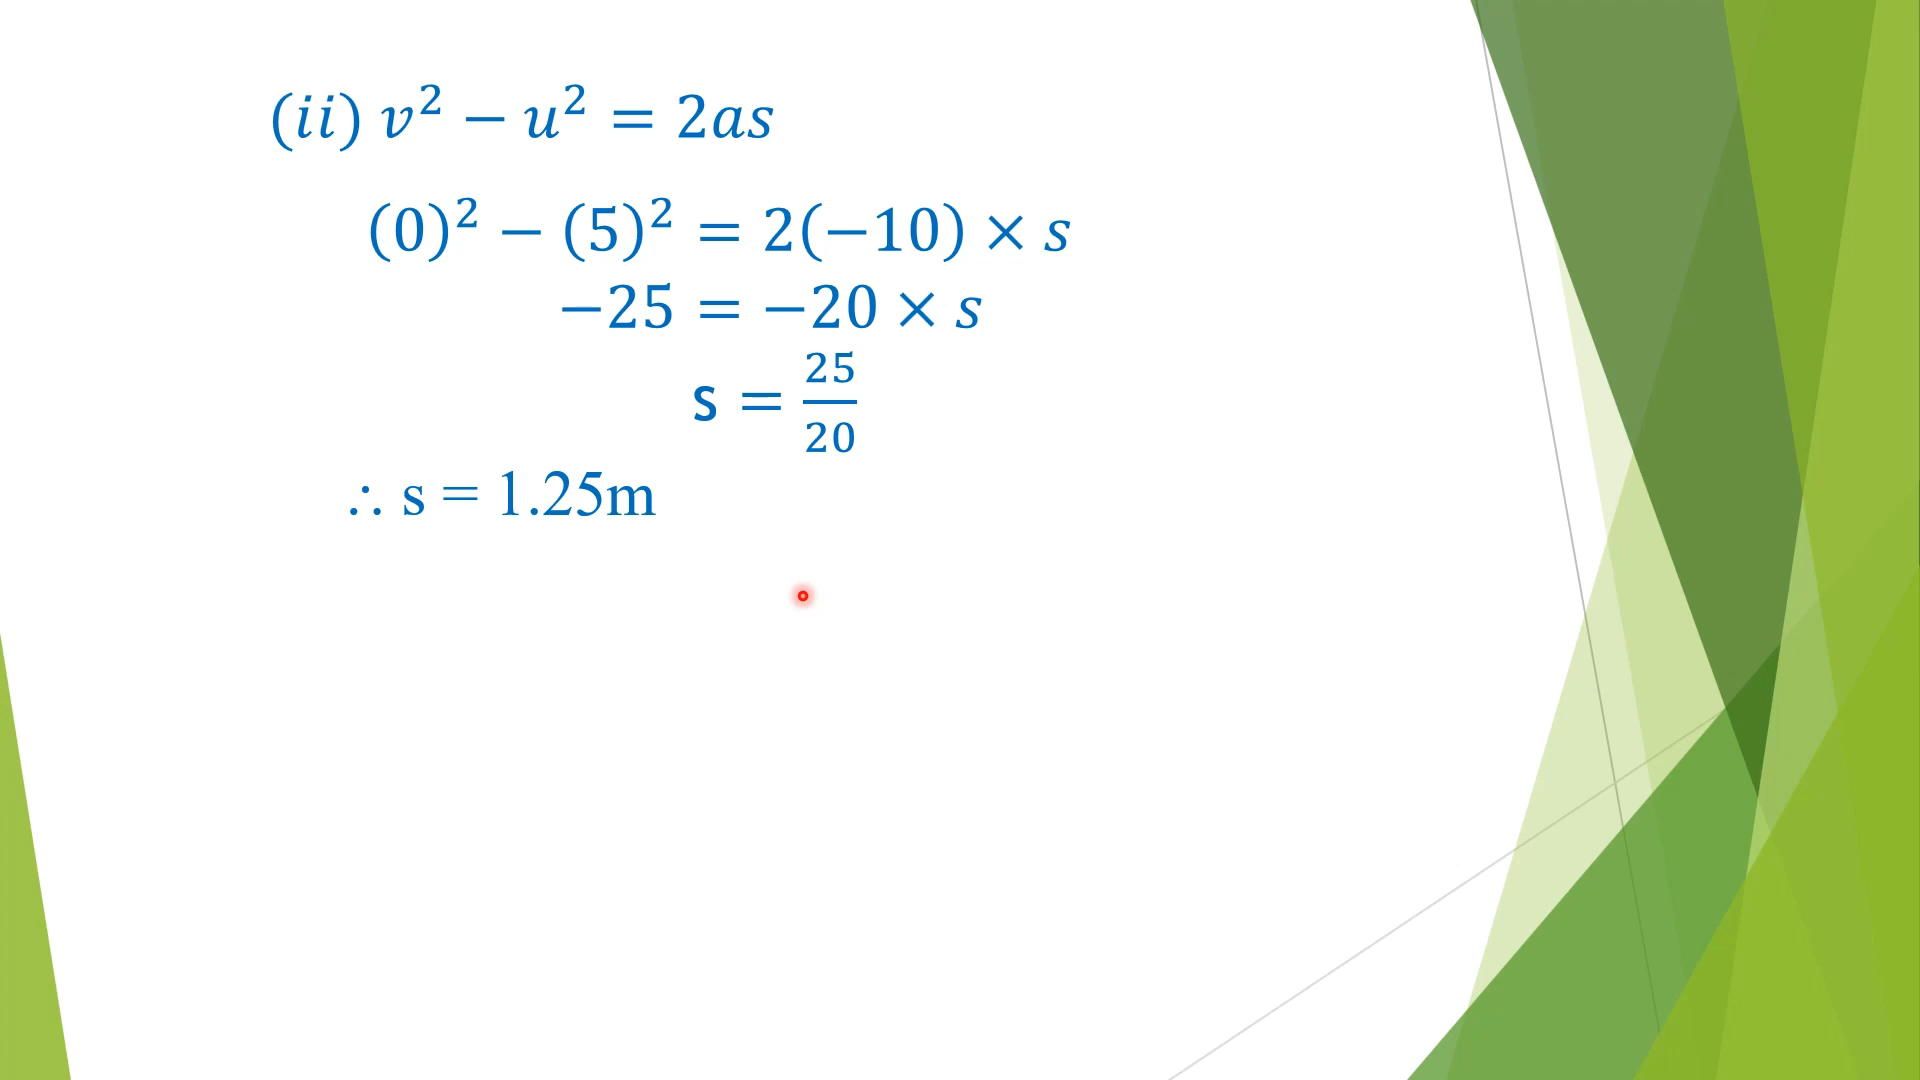 (ii) v² − u² = 2as
(0)² − (5)² = 2(−10) × s
−25 = −20 × s
s = 25/20
∴ s = 1.25m